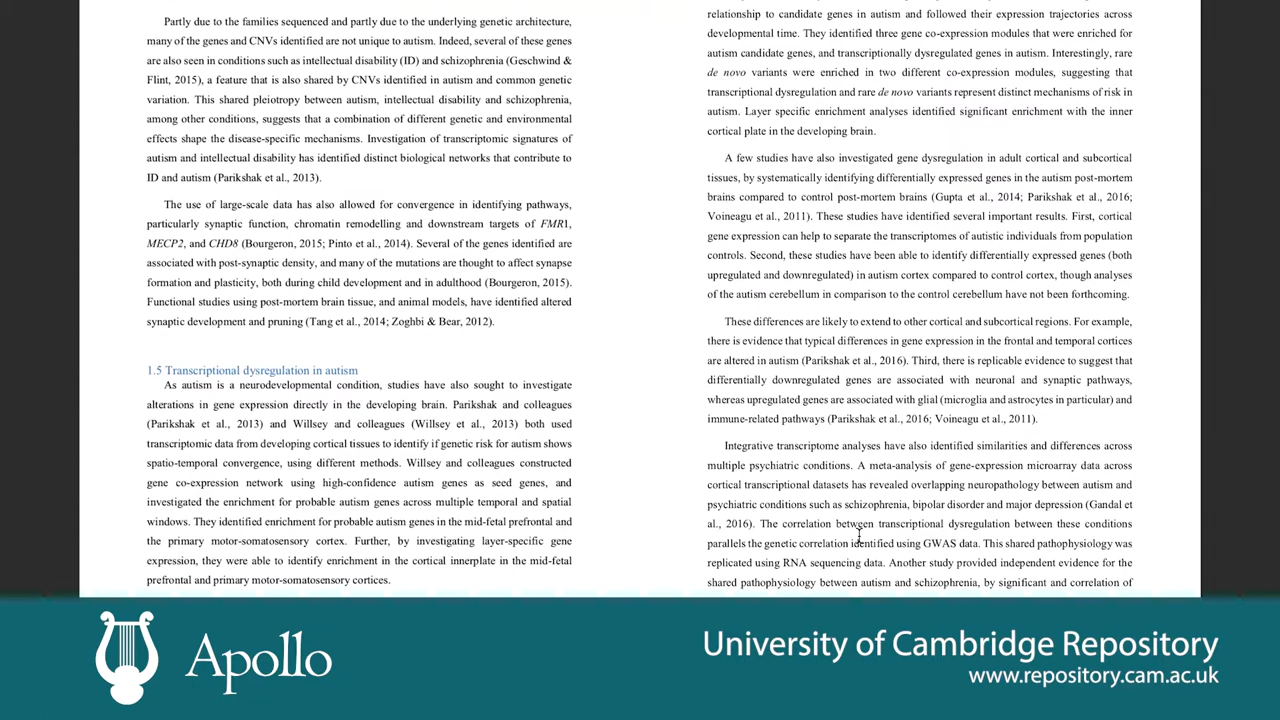 Partly due to the families sequenced and partly due to the underlying genetic architecture,
many of the genes and CNVs identified are not unique to autism. Indeed, several of these genes
are also seen in conditions such as intellectual disability (ID) and schizophrenia (Geschwind &
Flint, 2015), a feature that is also shared by CNVs identified in autism and common genetic
variation. This shared pleiotropy between autism, intellectual disability and schizophrenia,
among other conditions, suggests that a combination of different genetic and environmental
effects shape the disease-specific mechanisms. Investigation of transcriptomic signatures of
autism and intellectual disability has identified distinct biological networks that contribute to
ID and autism (Parikshak et al., 2013).
The use of large-scale data has also allowed for convergence in identifying pathways,
particularly synaptic function, chromatin remodelling and downstream targets of FMR1,
MECP2, and CHD8 (Bourgeron, 2015; Pinto et al., 2014). Several of the genes identified are
associated with post-synaptic density, and many of the mutations are thought to affect synapse
formation and plasticity, both during child development and in adulthood (Bourgeron, 2015).
Functional studies using post-mortem brain tissue, and animal models, have identified altered
synaptic development and pruning (Tang et al., 2014; Zoghbi & Bear, 2012).
1.5 Transcriptional dysregulation in autism
As autism is a neurodevelopmental condition, studies have also sought to investigate
alterations in gene expression directly in the developing brain. Parikshak and colleagues
(Parikshak et al., 2013) and Willsey and colleagues (Willsey et al., 2013) both used
transcriptomic data from developing cortical tissues to identify if genetic risk for autism shows
spatio-temporal convergence, using different methods. Willsey and colleagues constructed
gene co-expression network using high-confidence autism genes as seed genes, and
investigated the enrichment for probable autism genes across multiple temporal and spatial
windows. They identified enrichment for probable autism genes in the mid-fetal prefrontal and
the primary motor-somatosensory cortex. Further, by investigating layer-specific gene
expression, they were able to identify enrichment in the cortical innerplate in the mid-fetal
prefrontal and primary motor-somatosensory cortices.
relationship to candidate genes in autism and followed their expression trajectories across
developmental time. They identified three gene co-expression modules that were enriched for
autism candidate genes, and transcriptionally dysregulated genes in autism. Interestingly, rare
de novo variants were enriched in two different co-expression modules, suggesting that
transcriptional dysregulation and rare de novo variants represent distinct mechanisms of risk in
autism. Layer specific enrichment analyses identified significant enrichment with the inner
cortical plate in the developing brain.
A few studies have also investigated gene dysregulation in adult cortical and subcortical
tissues, by systematically identifying differentially expressed genes in the autism post-mortem
brains compared to control post-mortem brains (Gupta et al., 2014; Parikshak et al., 2016;
Voineagu et al., 2011). These studies have identified several important results. First, cortical
gene expression can help to separate the transcriptomes of autistic individuals from population
controls. Second, these studies have been able to identify differentially expressed genes (both
upregulated and downregulated) in autism cortex compared to control cortex, though analyses
of the autism cerebellum in comparison to the control cerebellum have not been forthcoming.
These differences are likely to extend to other cortical and subcortical regions. For example,
there is evidence that typical differences in gene expression in the frontal and temporal cortices
are altered in autism (Parikshak et al., 2016). Third, there is replicable evidence to suggest that
differentially downregulated genes are associated with neuronal and synaptic pathways,
whereas upregulated genes are associated with glial (microglia and astrocytes in particular) and
immune-related pathways (Parikshak et al., 2016; Voineagu et al., 2011).
Integrative transcriptome analyses have also identified similarities and differences across
multiple psychiatric conditions. A meta-analysis of gene-expression microarray data across
cortical transcriptional datasets has revealed overlapping neuropathology between autism and
psychiatric conditions such as schizophrenia, bipolar disorder and major depression (Gandal et
al., 2016). The correlation between transcriptional dysregulation between these conditions
parallels the genetic correlation identified using GWAS data. This shared pathophysiology was
replicated using RNA sequencing data. Another study provided independent evidence for the
shared pathophysiology between autism and schizophrenia, by significant and correlation of
Apollo
University of Cambridge Repository
www.repository.cam.ac.uk